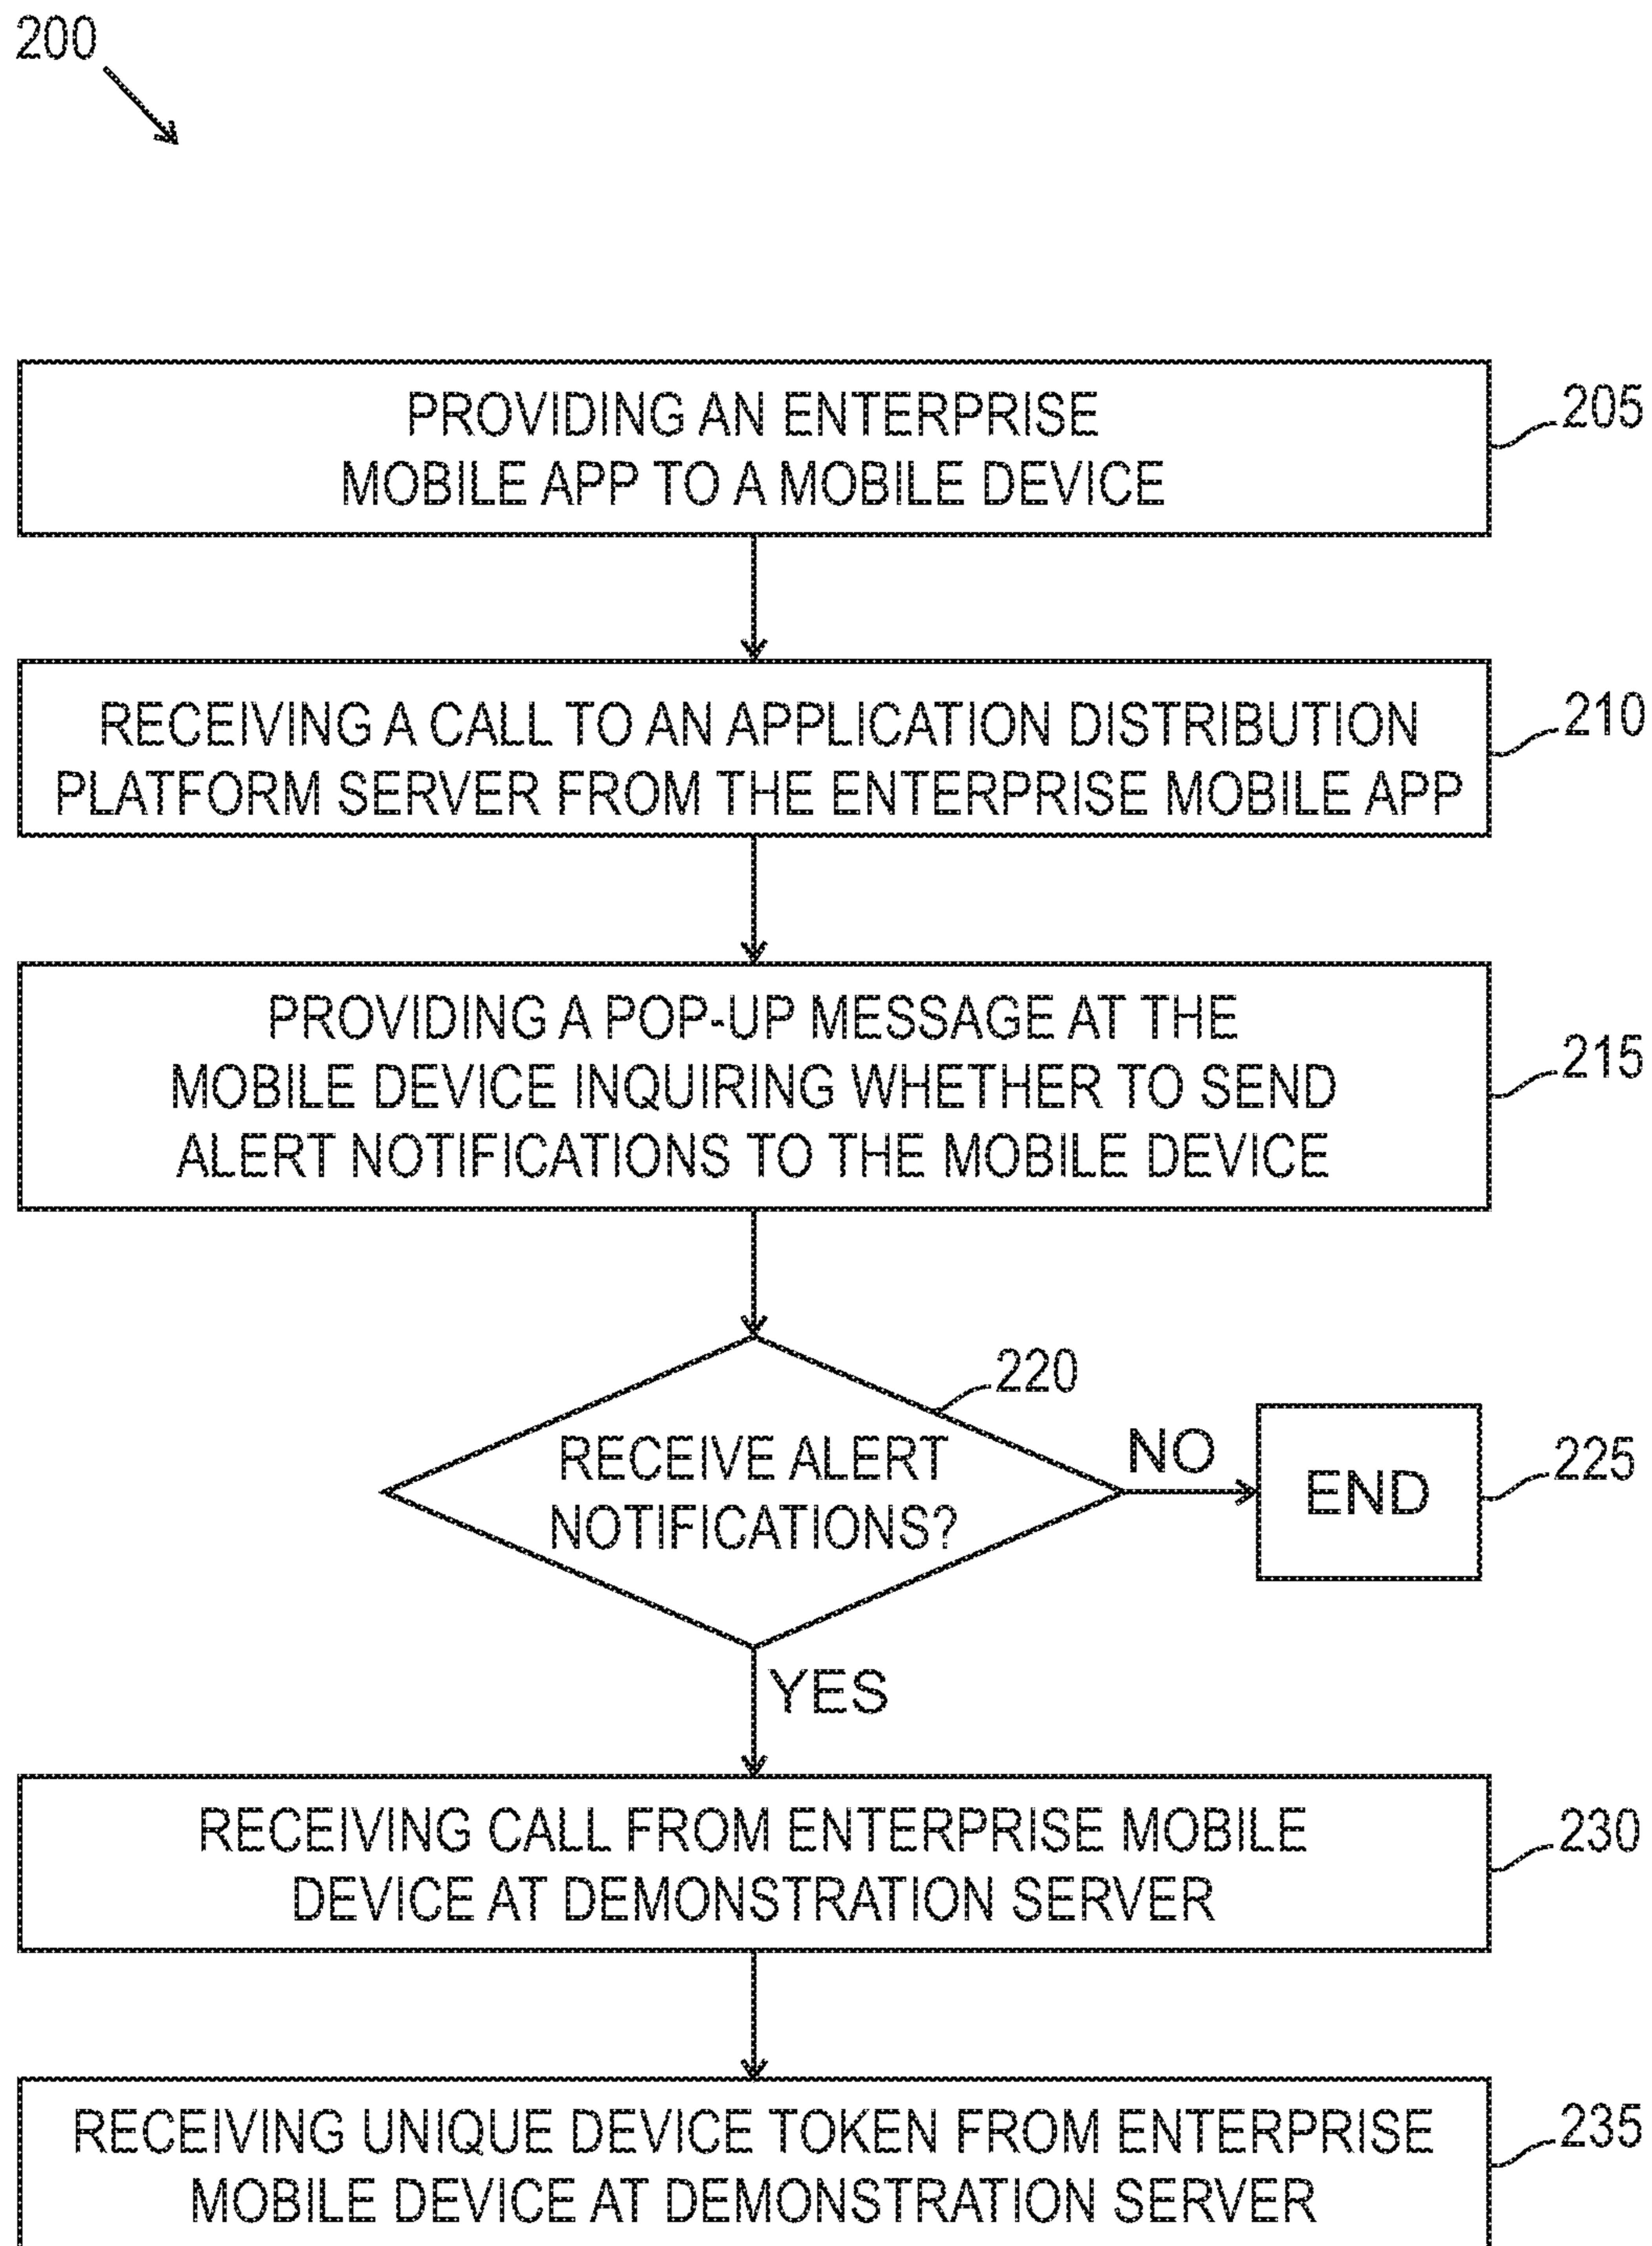 200
PROVIDING AN ENTERPRISE
MOBILE APP TO A MOBILE DEVICE
205
RECEIVING A CALL TO AN APPLICATION DISTRIBUTION
PLATFORM SERVER FROM THE ENTERPRISE MOBILE APP
210
PROVIDING A POP-UP MESSAGE AT THE
MOBILE DEVICE INQUIRING WHETHER TO SEND
ALERT NOTIFICATIONS TO THE MOBILE DEVICE
215
RECEIVE ALERT
NOTIFICATIONS?
220
NO
END
225
YES
RECEIVING CALL FROM ENTERPRISE MOBILE
DEVICE AT DEMONSTRATION SERVER
230
RECEIVING UNIQUE DEVICE TOKEN FROM ENTERPRISE
MOBILE DEVICE AT DEMONSTRATION SERVER
235